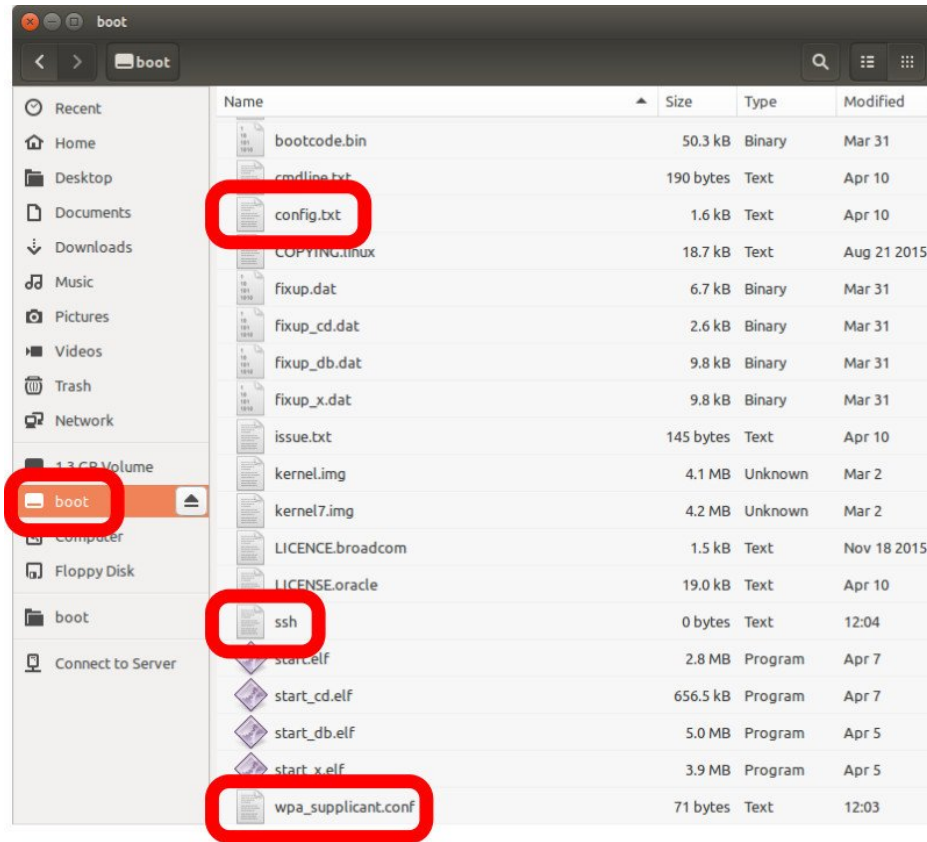 boot
boot
Recent
Home
Desktop
Documents
Downloads
Music
Pictures
Videos
Trash
Network
1.3 GB Volume
boot
Computer
Floppy Disk
boot
Connect to Server
Name Size Type Modified
bootcode.bin 50.3 kB Binary Mar 31
cmdline.txt 190 bytes Text Apr 10
config.txt 1.6 kB Text Apr 10
COPYING.linux 18.7 kB Text Aug 21 2015
fixup.dat 6.7 kB Binary Mar 31
fixup_cd.dat 2.6 kB Binary Mar 31
fixup_db.dat 9.8 kB Binary Mar 31
fixup_x.dat 9.8 kB Binary Mar 31
issue.txt 145 bytes Text Apr 10
kernel.img 4.1 MB Unknown Mar 2
kernel7.img 4.2 MB Unknown Mar 2
LICENCE.broadcom 1.5 kB Text Nov 18 2015
LICENSE.oracle 19.0 kB Text Apr 10
ssh 0 bytes Text 12:04
start.elf 2.8 MB Program Apr 7
start_cd.elf 656.5 kB Program Apr 7
start_db.elf 5.0 MB Program Apr 5
start_x.elf 3.9 MB Program Apr 5
wpa_supplicant.conf 71 bytes Text 12:03